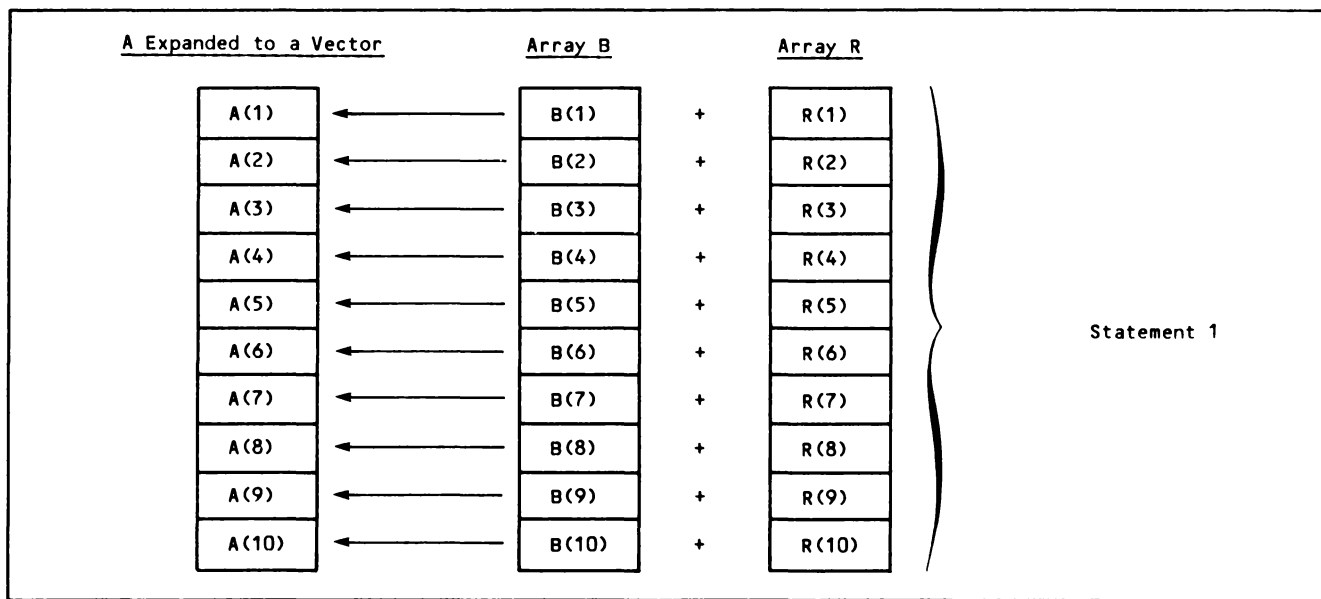 A Expanded to a Vector Array B Array R
A(1) B(1) + R(1)
A(2) B(2) + R(2)
A(3) B(3) + R(3)
A(4) B(4) + R(4)
A(5) B(5) + R(5)
A(6) B(6) + R(6)
Statement 1
A(7) B(7) + R(7)
A(8) B(8) + R(8)
A(9) B(9) + R(9)
A(10) B(10) + R(10)